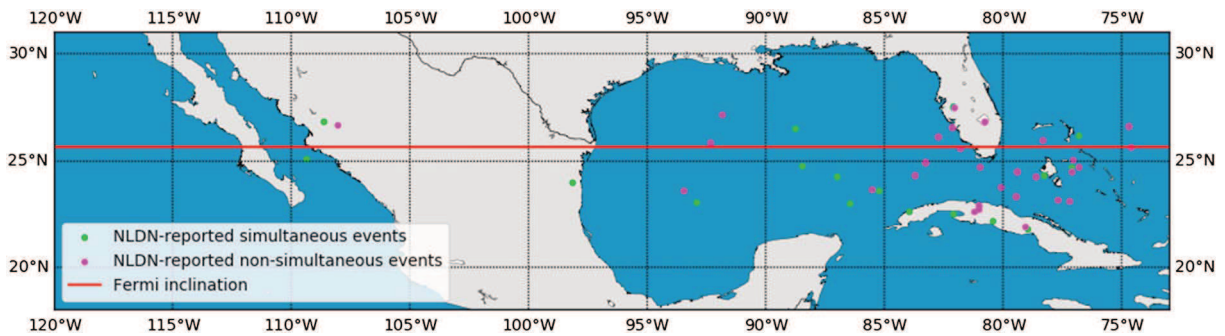 120°W 115°W 110°W 105°W 100°W 95°W 90°W 85°W 80°W 75°W
30°N 30°N
25°N 25°N
NLDN-reported simultaneous events
NLDN-reported non-simultaneous events
20°N 20°N
Fermi inclination
120°W 115°W 110°W 105°W 100°W 95°W 90°W 85°W 80°W 75°W